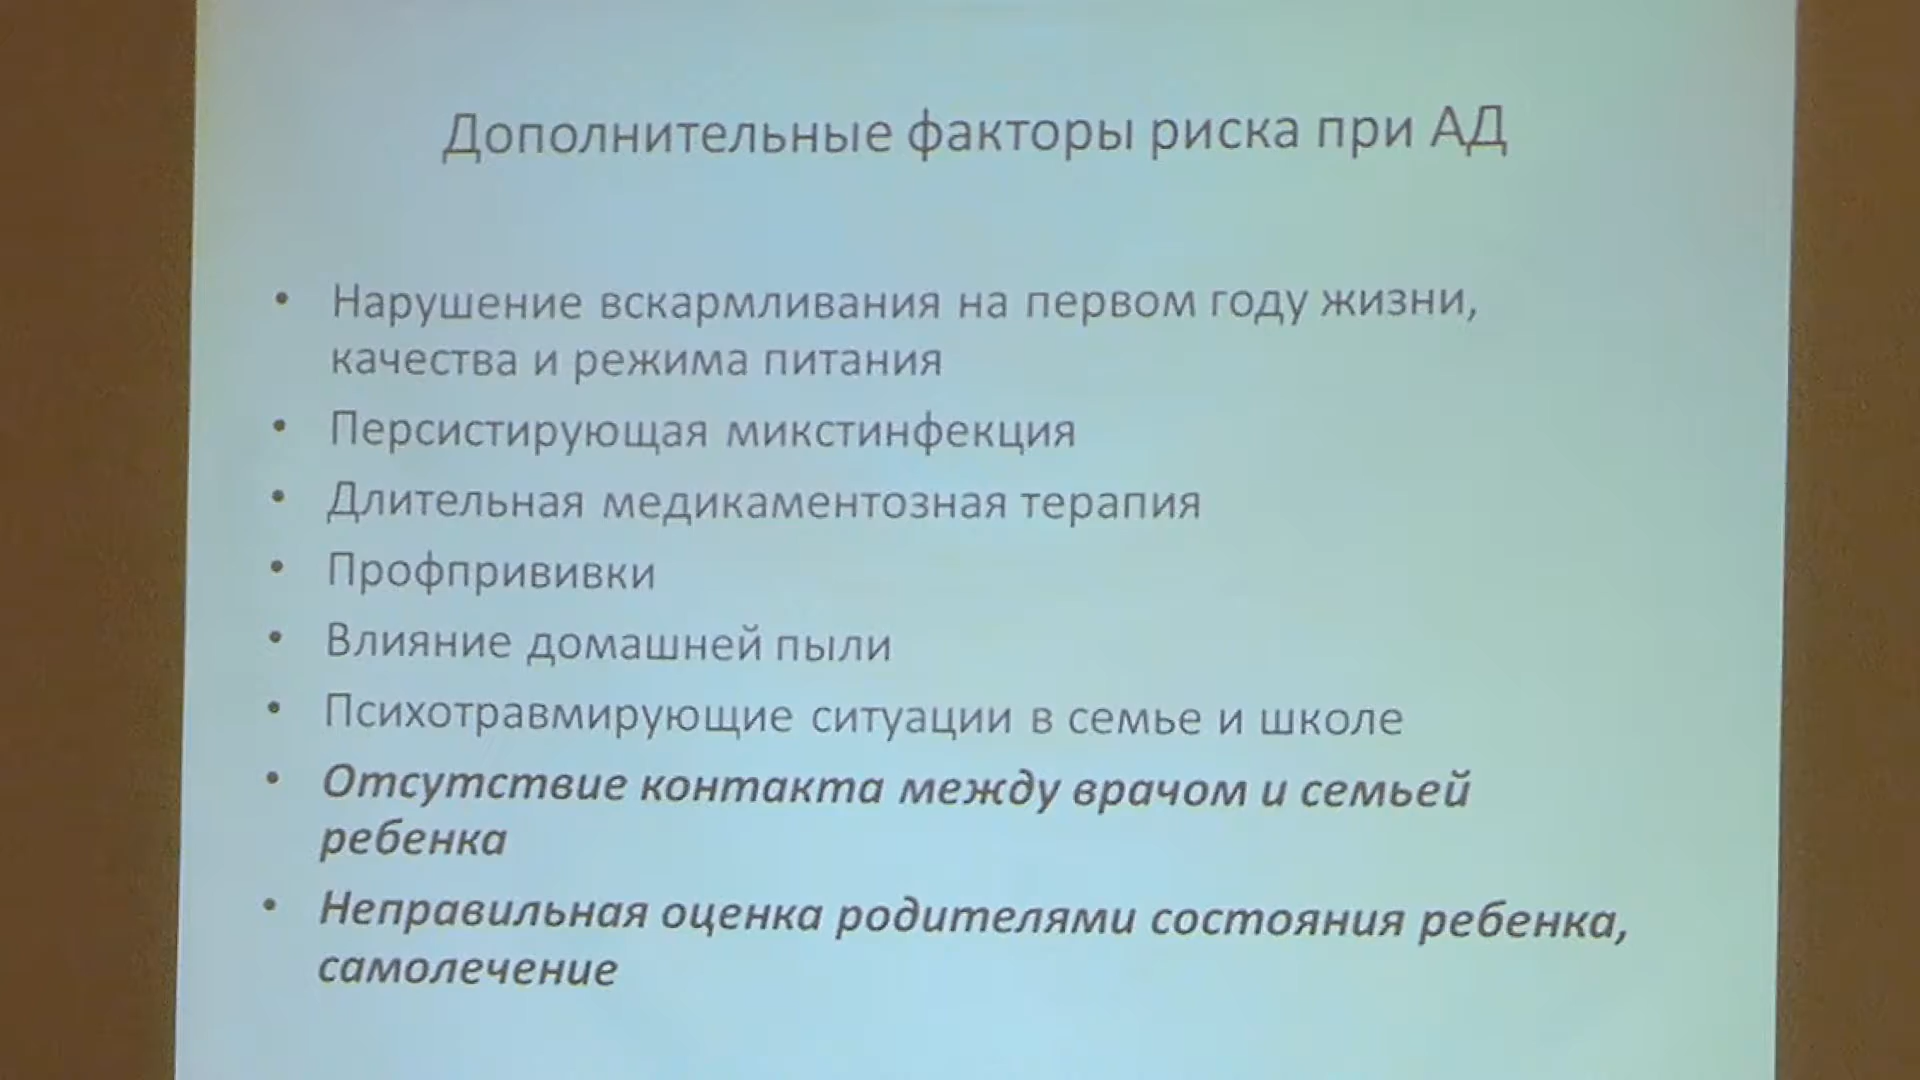 Дополнительные факторы риска при АД
• Нарушение вскармливания на первом году жизни,
качества и режима питания
• Персистирующая микстинфекция
• Длительная медикаментозная терапия
• Профпрививки
• Влияние домашней пыли
• Психотравмирующие ситуации в семье и школе
• Отсутствие контакта между врачом и семьей
ребенка
• Неправильная оценка родителями состояния ребенка,
самолечение